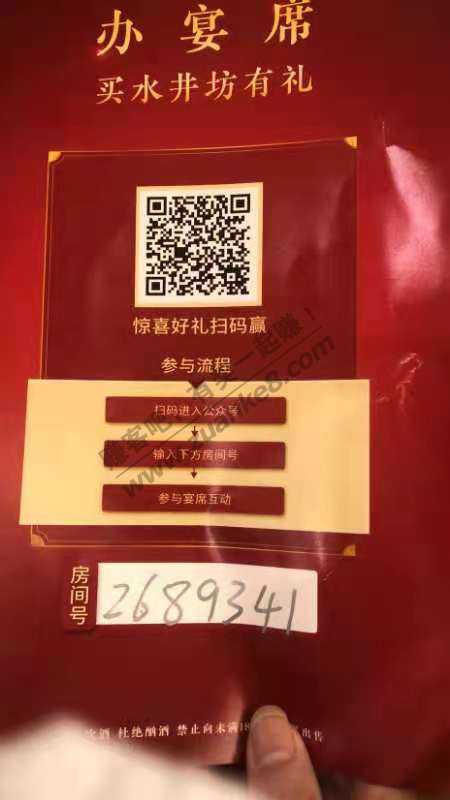 办宴席
买水井坊有礼
惊喜好礼扫码赢
参与流程
扫码进入公众号
输入下方房间号
参与宴席互动
房间号
2689341
酒 杜绝酗酒 禁止向未满18 出售
赚客吧 有奖一起赚！
www.zuanke8.com